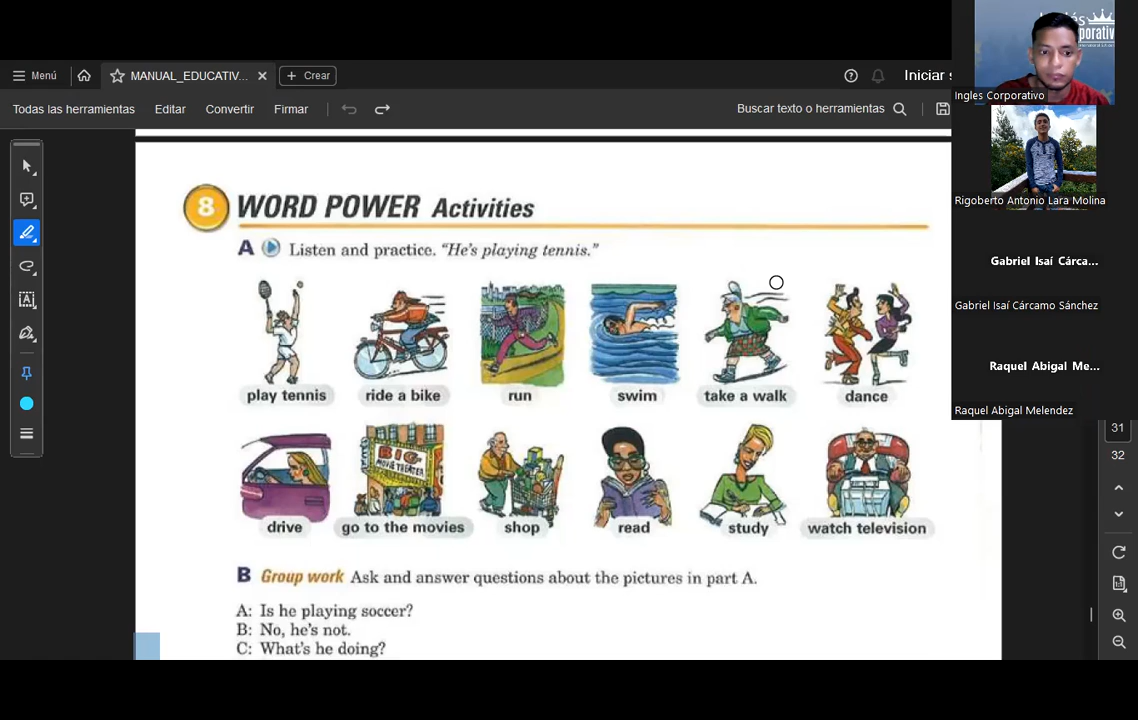 Menú
MANUAL_EDUCATIV...
Crear
Iniciar s
Todas las herramientas
Editar
Convertir
Firmar
Buscar texto o herramientas
8 WORD POWER Activities
A Listen and practice. "He's playing tennis."
play tennis
ride a bike
run
swim
take a walk
dance
BIG
MOVIE THEATER
drive
go to the movies
shop
read
study
watch television
B Group work Ask and answer questions about the pictures in part A.
A: Is he playing soccer?
B: No, he's not.
C: What's he doing?
Ingles Corporativo
Rigoberto Antonio Lara Molina
Gabriel Isaí Cárca...
Gabriel Isaí Cárcamo Sánchez
Raquel Abigal Me...
Raquel Abigal Melendez
31
32